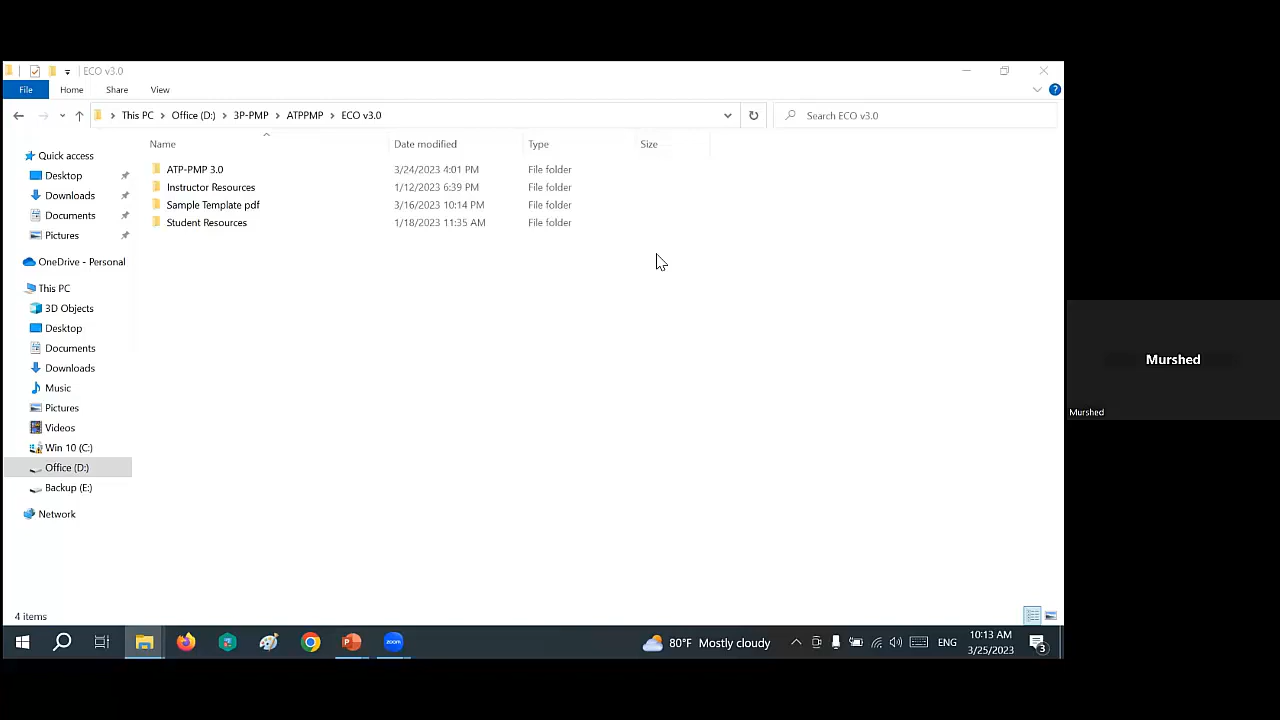 ECO v3.0
File Home Share View
This PC Office (D:) 3P-PMP ATPPMP ECO v3.0 Search ECO v3.0
Name Date modified Type Size
ATP-PMP 3.0 3/24/2023 4:01 PM File folder
Instructor Resources 1/12/2023 6:39 PM File folder
Sample Template pdf 3/16/2023 10:14 PM File folder
Student Resources 1/18/2023 11:35 AM File folder
Quick access
Desktop
Downloads
Documents
Pictures
OneDrive - Personal
This PC
3D Objects
Desktop
Documents
Downloads
Music
Pictures
Videos
Win 10 (C:)
Office (D:)
Backup (E:)
Network
4 items
zoom 80°F Mostly cloudy ENG 10:13 AM
3/25/2023 3
Murshed
Murshed